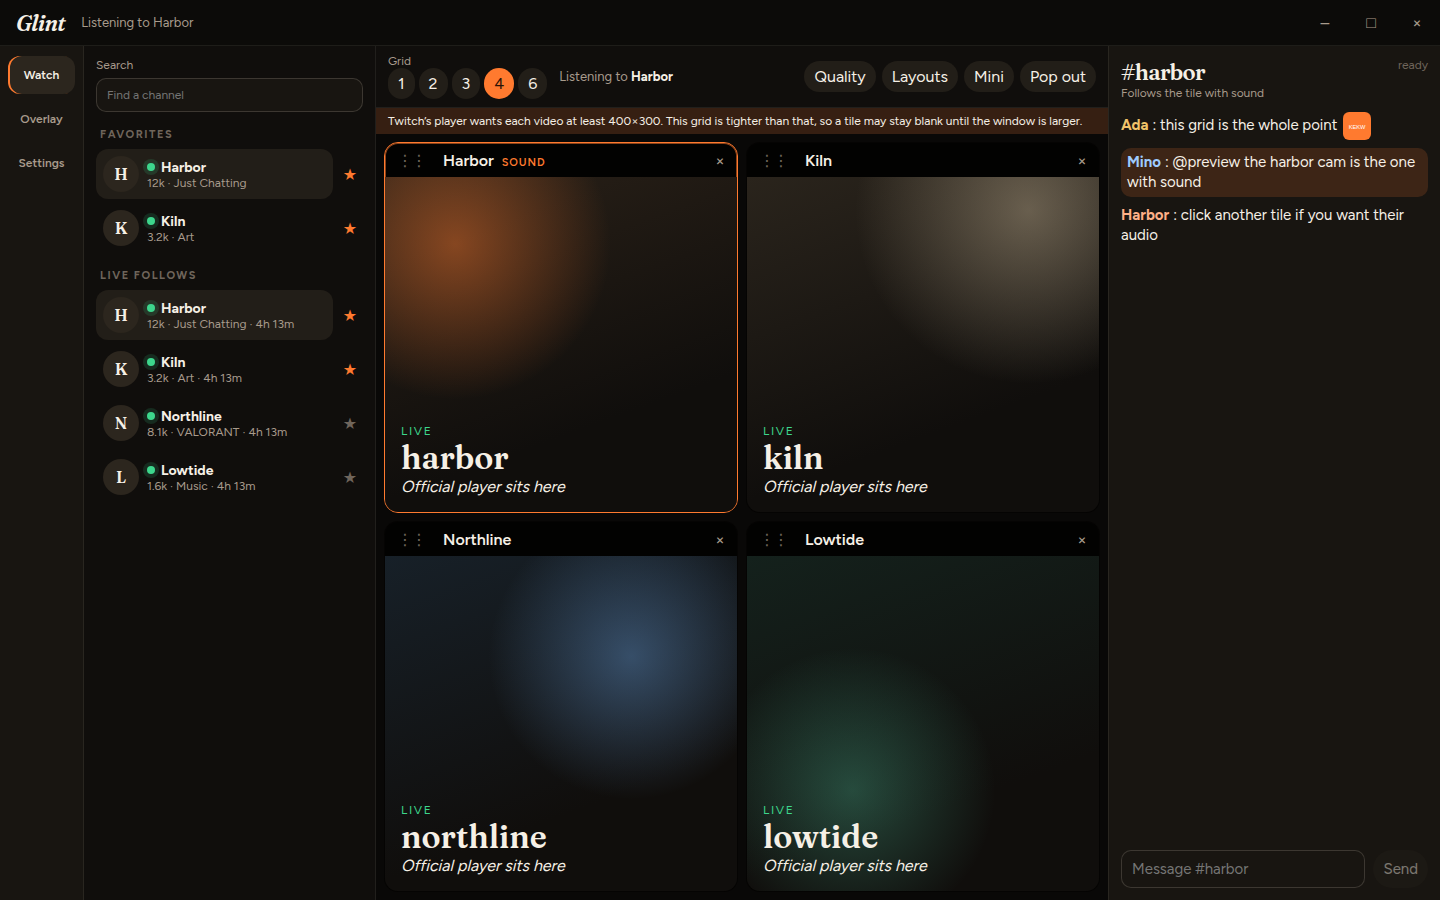 Glint
Listening to Harbor
Watch
Overlay
Settings
Search
Find a channel
FAVORITES
H
Harbor
12k · Just Chatting
K
Kiln
3.2k · Art
LIVE FOLLOWS
H
Harbor
12k · Just Chatting · 4h 13m
K
Kiln
3.2k · Art · 4h 13m
N
Northline
8.1k · VALORANT · 4h 13m
L
Lowtide
1.6k · Music · 4h 13m
Grid
1 2 3 4 6
Listening to Harbor
Quality Layouts Mini Pop out
Twitch's player wants each video at least 400×300. This grid is tighter than that, so a tile may stay blank until the window is larger.
Harbor SOUND
LIVE
harbor
Official player sits here
Kiln
LIVE
kiln
Official player sits here
Northline
LIVE
northline
Official player sits here
Lowtide
LIVE
lowtide
Official player sits here
#harbor
ready
Follows the tile with sound
Ada : this grid is the whole point KEKW
Mino : @preview the harbor cam is the one
with sound
Harbor : click another tile if you want their
audio
Message #harbor
Send